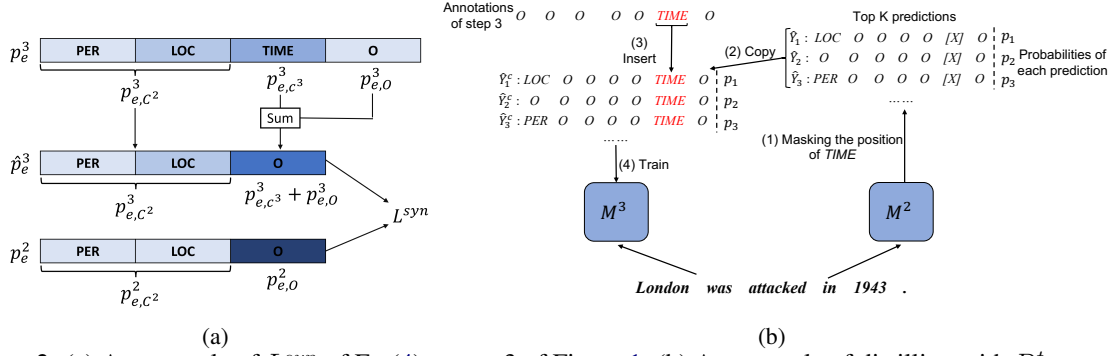 p_e^3 PER LOC TIME O
p_{e,C^2}^3 p_{e,c^3}^3 p_{e,O}^3
Sum
p̂_e^3 PER LOC O
p_{e,C^2}^3 p_{e,c^3}^3 + p_{e,O}^3
L^{syn}
p_e^2 PER LOC O
p_{e,C^2}^2 p_{e,O}^2
(a)
Annotations of step 3
O O O O O TIME O
(3) Insert
(2) Copy
Top K predictions
Ŷ_1 : LOC O O O O [X] O p_1
Ŷ_2 : O O O O O [X] O p_2
Ŷ_3 : PER O O O O [X] O p_3
......
Probabilities of each prediction
Ŷ_1^c : LOC O O O O TIME O p_1
Ŷ_2^c : O O O O O TIME O p_2
Ŷ_3^c : PER O O O O TIME O p_3
......
(1) Masking the position of TIME
(4) Train
M^3 M^2
London was attacked in 1943 .
(b)